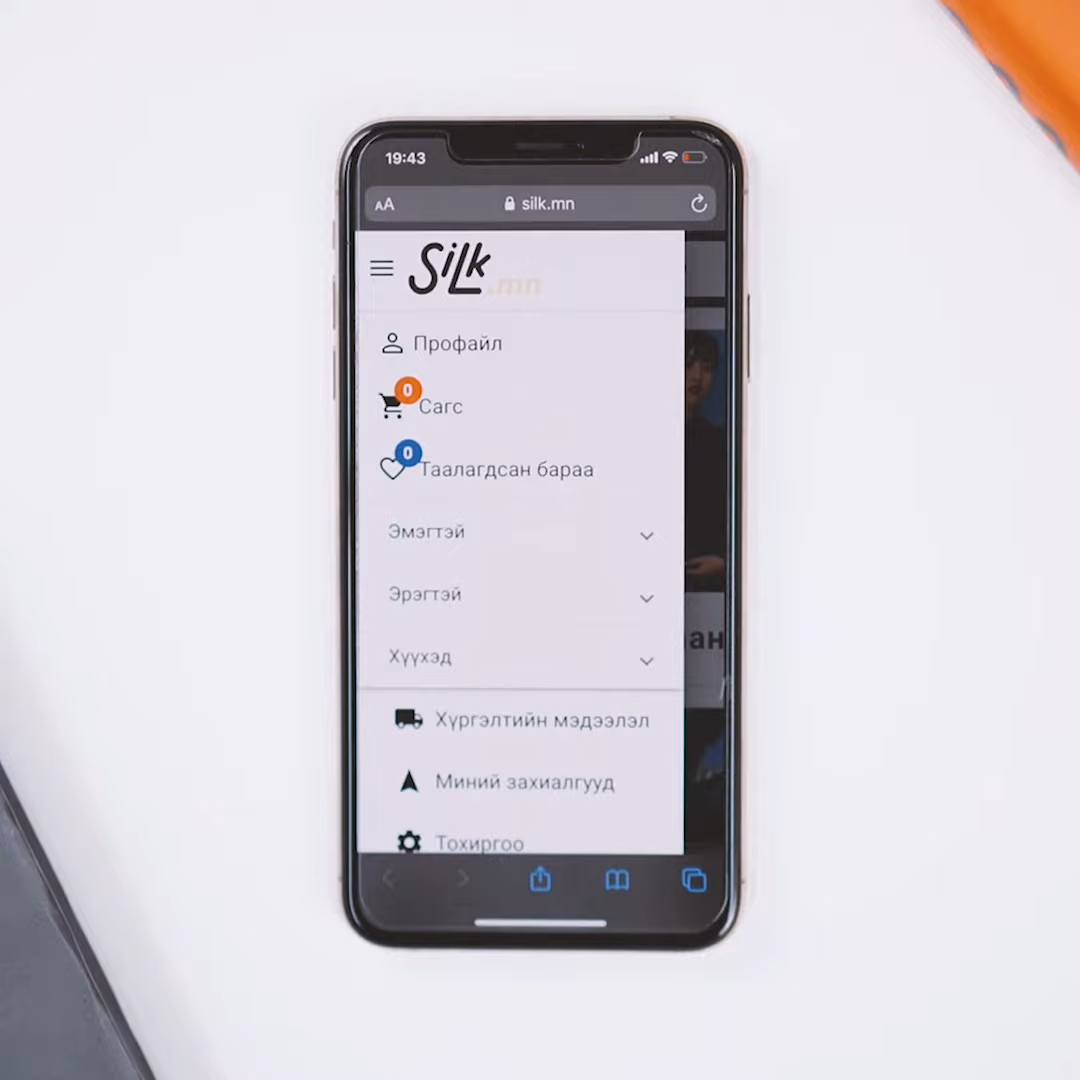 19:43
AA
silk.mn
Silk
.mn
Профайл
0
Сагс
0
Таалагдсан бараа
Эмэгтэй
Эрэгтэй
Хүүхэд
Хүргэлтийн мэдээлэл
Миний захиалгууд
Тохиргоо